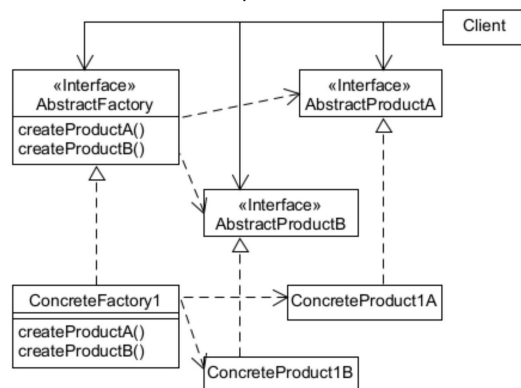 Client
«Interface»
AbstractFactory
createProductA()
createProductB()
«Interface»
AbstractProductA
«Interface»
AbstractProductB
ConcreteFactory1
createProductA()
createProductB()
ConcreteProduct1A
ConcreteProduct1B